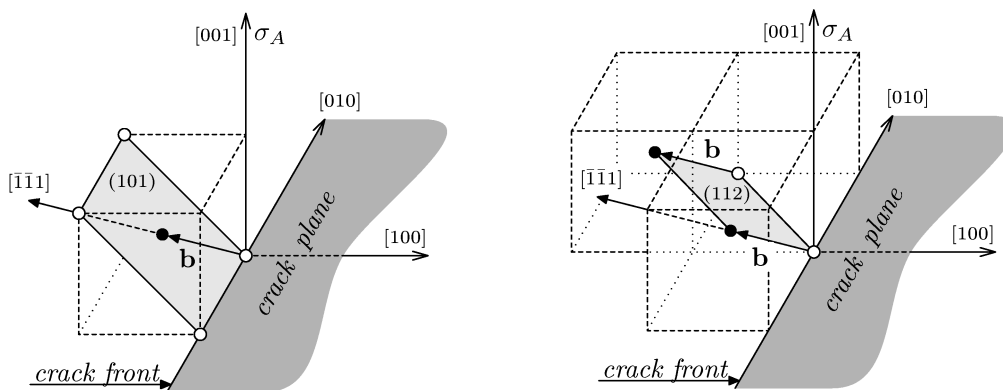 [001]
σ_A
[010]
(101)
[1̄1̄1]
[100]
b
crack plane
crack front
[001]
σ_A
[010]
b
[1̄1̄1]
(112)
[100]
b
crack plane
crack front